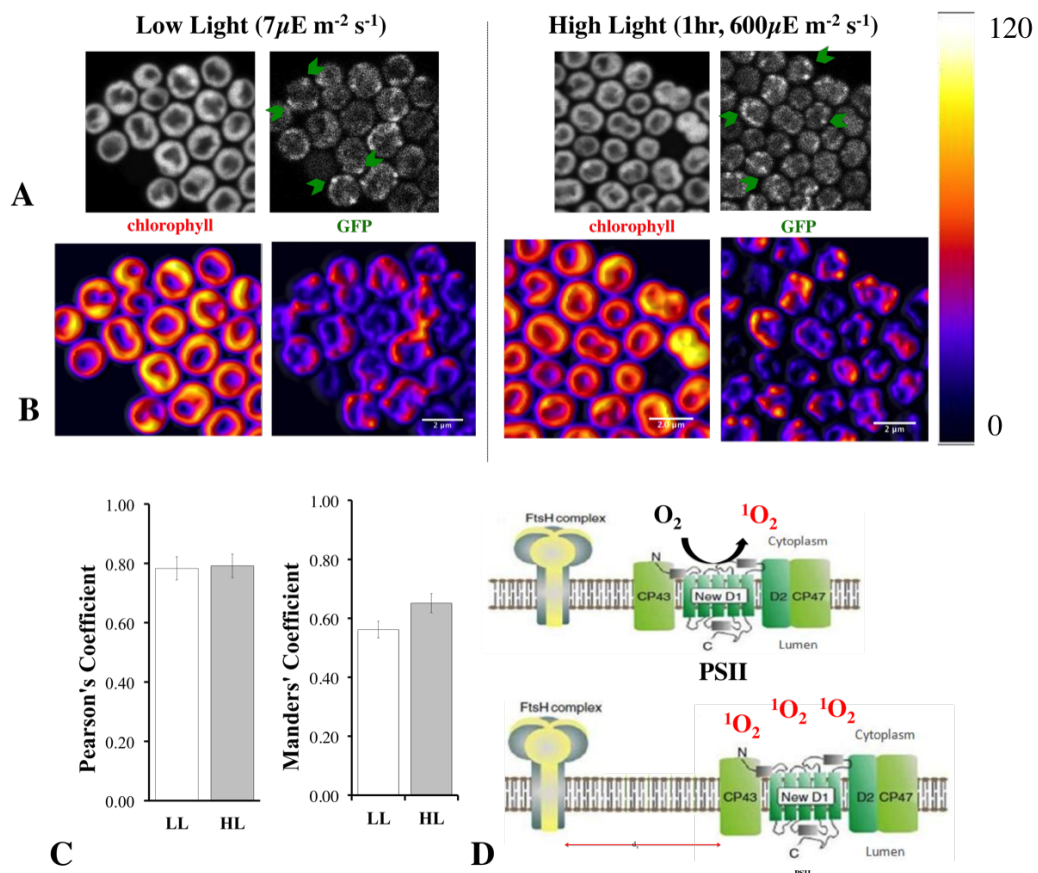 Low Light (7µE m-2 s-1)
High Light (1hr, 600µE m-2 s-1)
120
0
A
chlorophyll
GFP
chlorophyll
GFP
B
2 µm
2.0 µm
2 µm
Pearson's Coefficient
1.00
0.80
0.60
0.40
0.20
0.00
LL
HL
C
Manders' Coefficient
1.00
0.80
0.60
0.40
0.20
0.00
LL
HL
FtsH complex
O2
1O2
Cytoplasm
N
CP43
New D1
D2
CP47
C
Lumen
PSII
FtsH complex
1O2
1O2
1O2
Cytoplasm
N
CP43
New D1
D2
CP47
C
Lumen
D
PSII